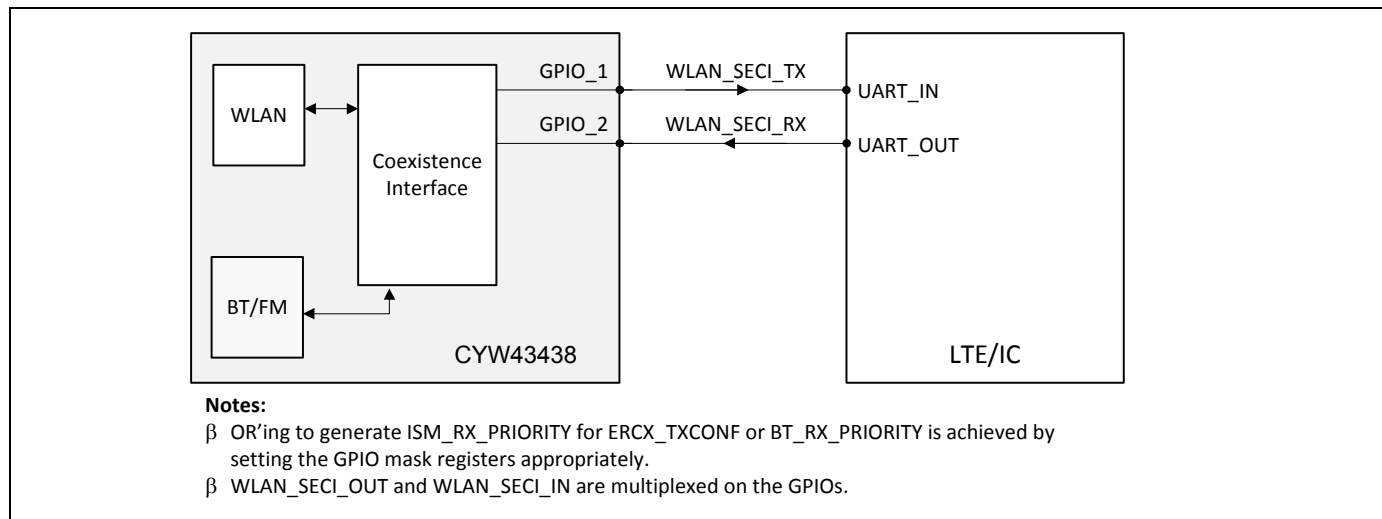 GPIO_1 WLAN_SECI_TX
UART_IN
WLAN
GPIO_2 WLAN_SECI_RX
UART_OUT
Coexistence
Interface
BT/FM
CYW43438
LTE/IC
Notes:
β OR’ing to generate ISM_RX_PRIORITY for ERCX_TXCONF or BT_RX_PRIORITY is achieved by
setting the GPIO mask registers appropriately.
β WLAN_SECI_OUT and WLAN_SECI_IN are multiplexed on the GPIOs.